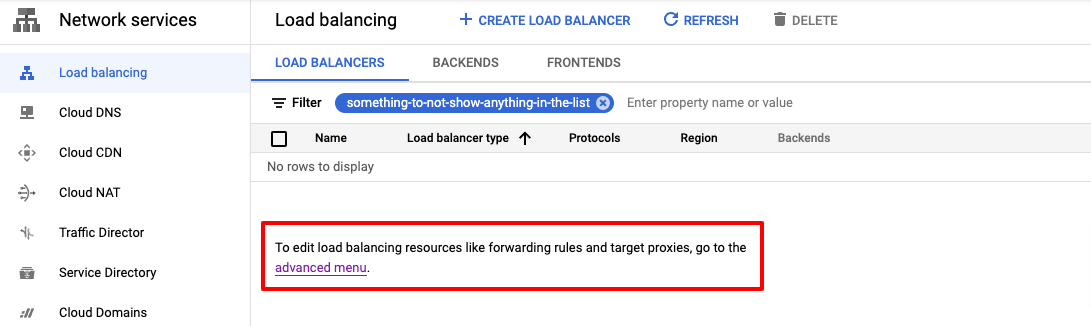 Network services
Load balancing
CREATE LOAD BALANCER
REFRESH
DELETE
Load balancing
Cloud DNS
Cloud CDN
Cloud NAT
Traffic Director
Service Directory
Cloud Domains
LOAD BALANCERS
BACKENDS
FRONTENDS
Filter
something-to-not-show-anything-in-the-list
Enter property name or value
Name
Load balancer type
Protocols
Region
Backends
No rows to display
To edit load balancing resources like forwarding rules and target proxies, go to the
advanced menu.